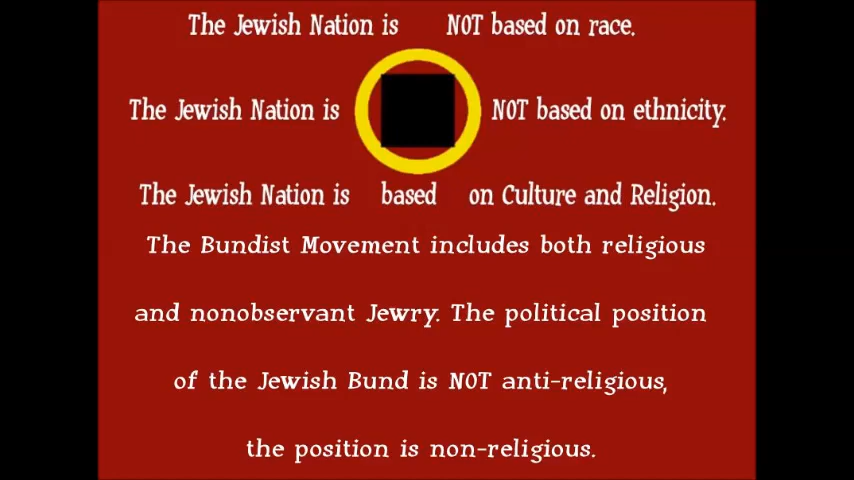 The Jewish Nation is NOT based on race.
The Jewish Nation is NOT based on ethnicity.
The Jewish Nation is based on Culture and Religion.
The Bundist Movement includes both religious
and nonobservant Jewry. The political position
of the Jewish Bund is NOT anti-religious,
the position is non-religious.